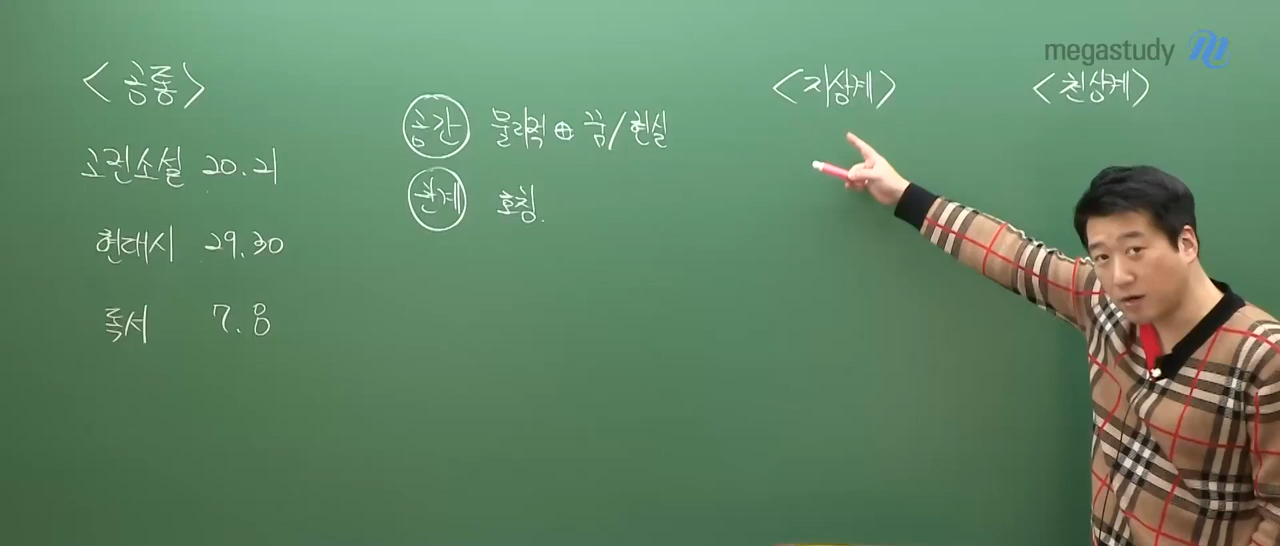 megastudy
<공통>
고전소설 20.21
현대시 29.30
독서 7.8
공간 물리적 ⊕ 꿈/현실
관계 호칭.
<지상계>
<천상계>